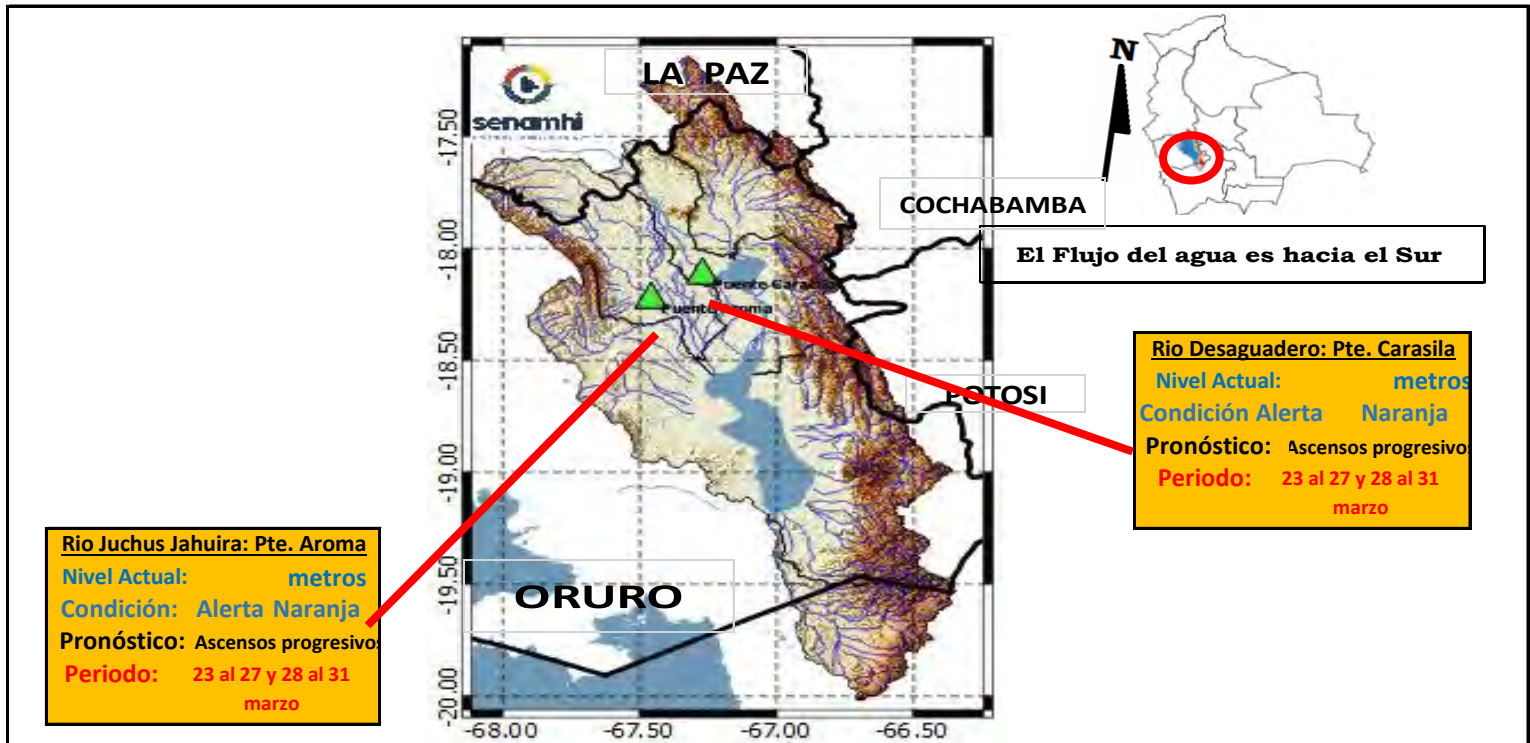 LA PAZ
N
senamhi
-17.50
COCHABAMBA
-18.00
El Flujo del agua es hacia el Sur
Puente
Puente
-18.50
Rio Desaguadero: Pte. Carasila
Nivel Actual: metros
Condición Alerta Naranja
Pronóstico: Ascensos progresivo
Periodo: 23 al 27 y 28 al 31
marzo
POTOSI
-19.00
Rio Juchus Jahuira: Pte. Aroma
Nivel Actual: metros
Condición: Alerta Naranja
Pronóstico: Ascensos progresivo
Periodo: 23 al 27 y 28 al 31
marzo
-19.50
ORURO
-20.00
-68.00 -67.50 -67.00 -66.50